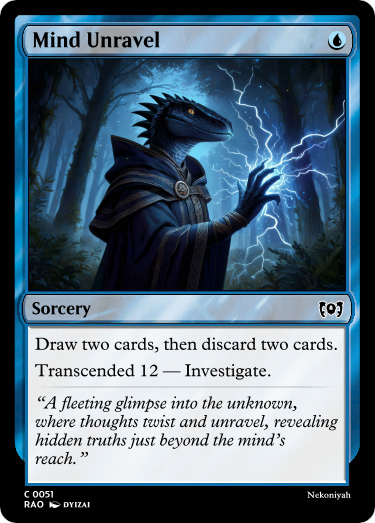 Mind Unravel
Sorcery
Draw two cards, then discard two cards.
Transcended 12 — Investigate.
“A fleeting glimpse into the unknown,
where thoughts twist and unravel, revealing
hidden truths just beyond the mind’s
reach.”
C 0051
Nekoniyah
RAO DYIZAI